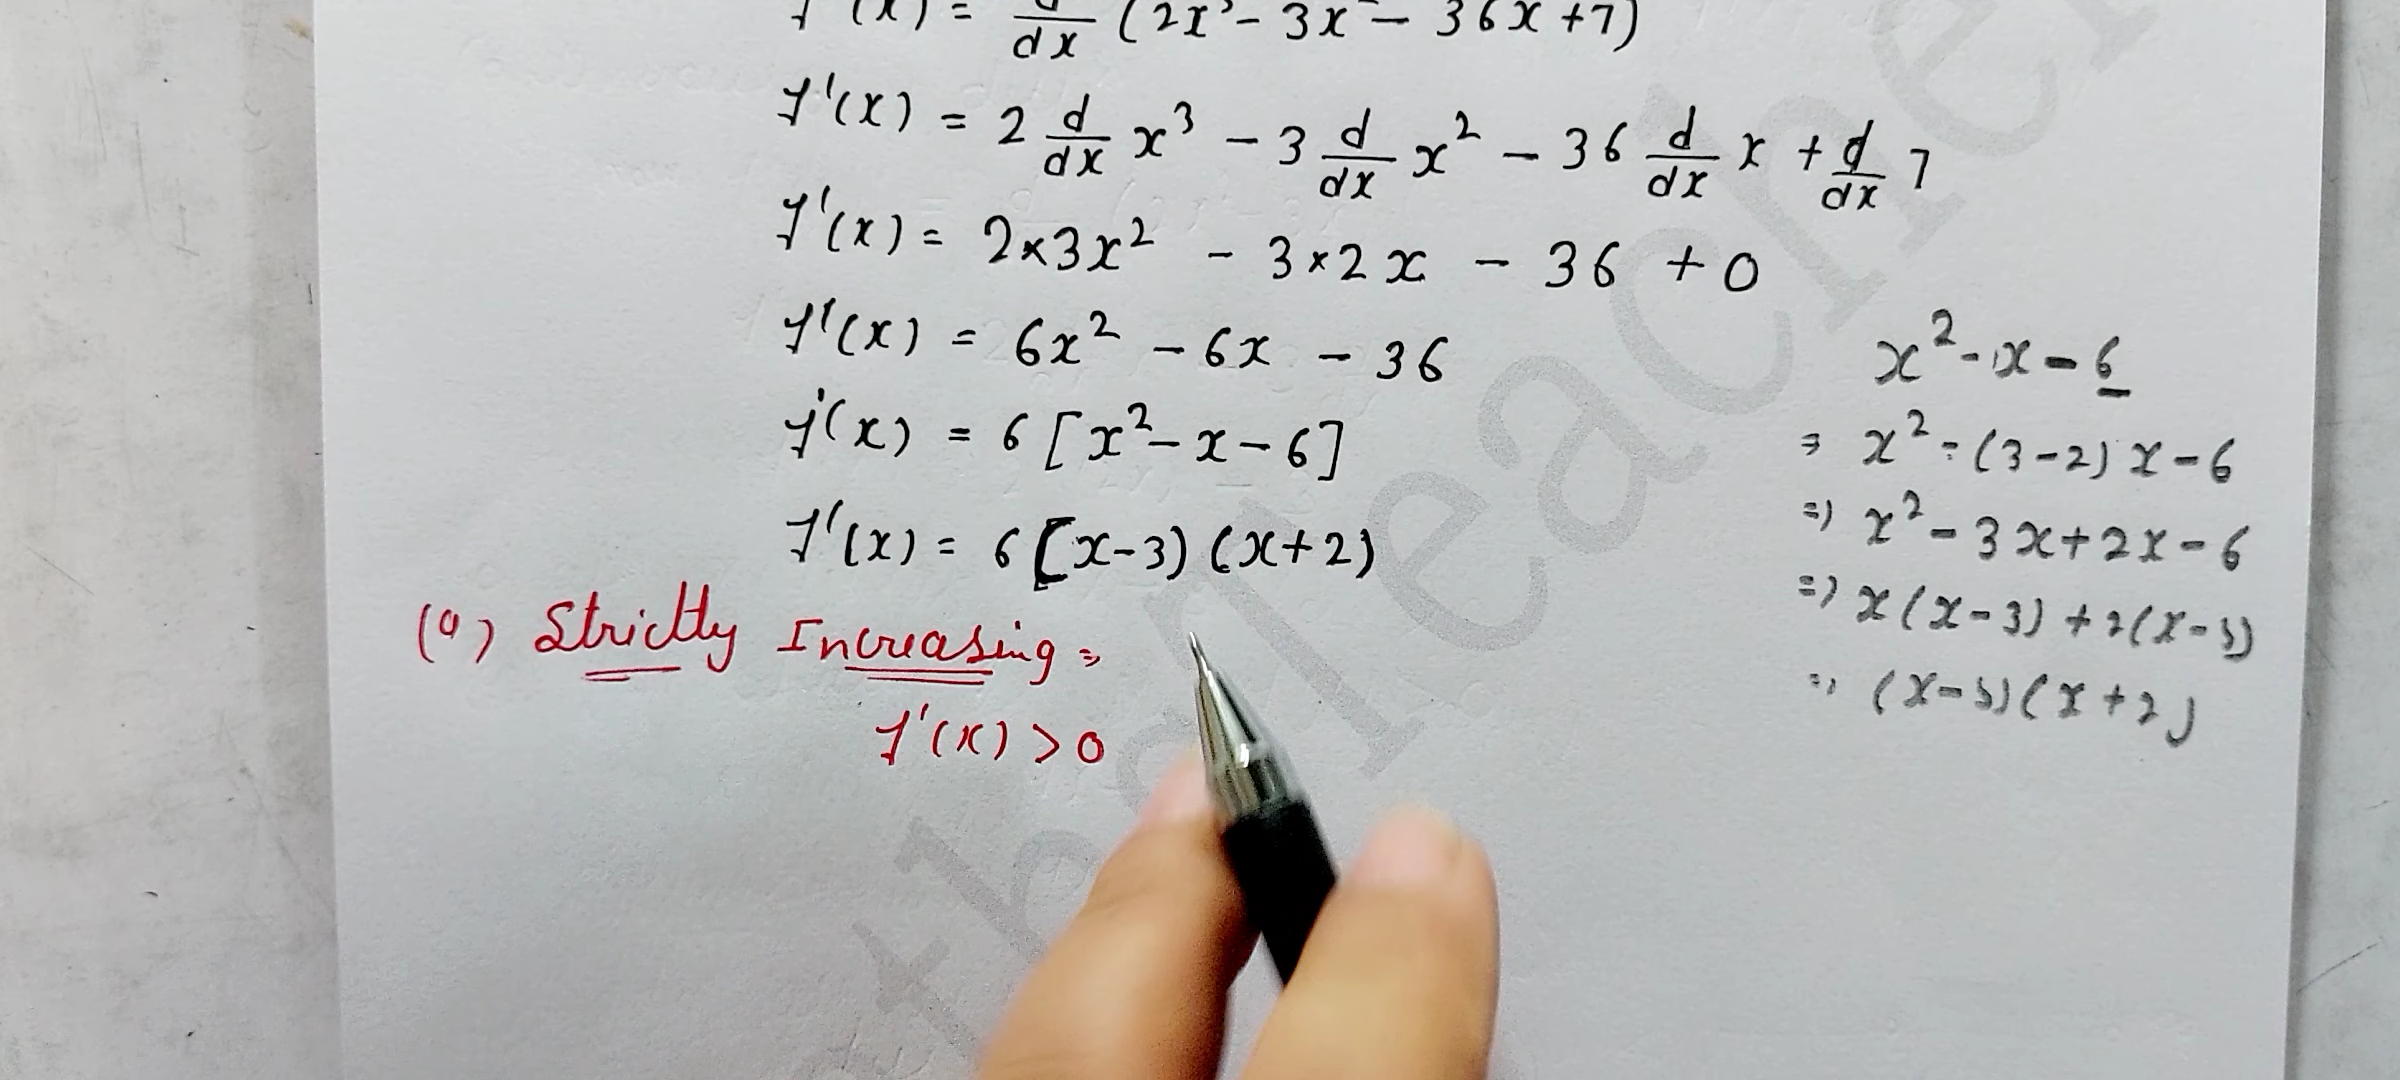 f'(x) = d/dx (2x³ - 3x² - 36x + 7)
f'(x) = 2 d/dx x³ - 3 d/dx x² - 36 d/dx x + d/dx 7
f'(x) = 2×3x² - 3×2x - 36 + 0
f'(x) = 6x² - 6x - 36
f'(x) = 6[x² - x - 6]
f'(x) = 6[x-3)(x+2)
(a) Strictly Increasing =
f'(x) > 0
x² - x - 6
⇒ x² - (3-2)x - 6
⇒ x² - 3x + 2x - 6
⇒ x(x-3) + 2(x-3)
⇒ (x-3)(x+2)